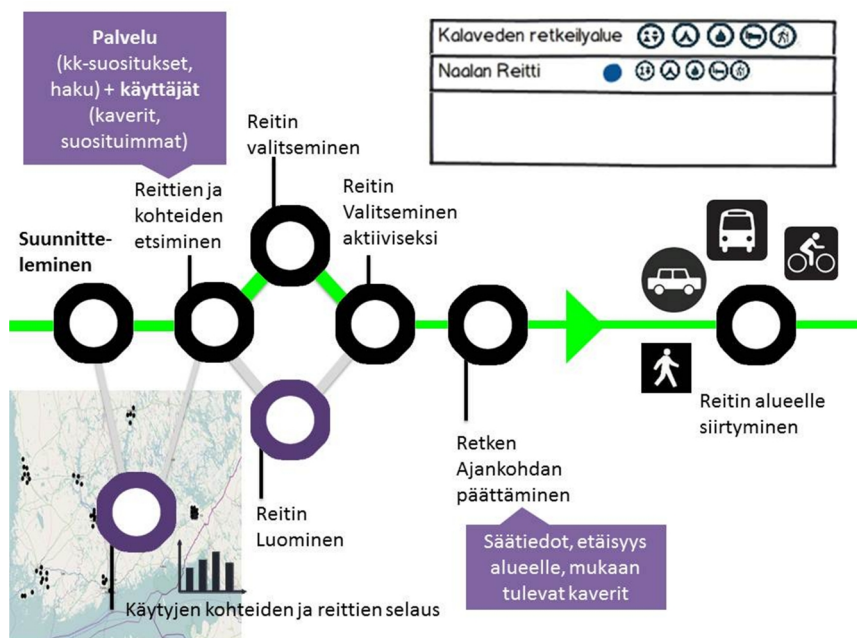 Palvelu
(kk-suositukset,
haku) + käyttäjät
(kaverit,
suosituimmat)
Kalaveden retkeilyalue
Naalan Reitti
Reitin
valitseminen
Reittien ja
kohteiden
etsiminen
Reitin
Valitseminen
aktiiviseksi
Suunnitte-
leminen
Reitin alueelle
siirtyminen
Retken
Ajankohdan
päättäminen
Reitin
Luominen
Säätiedot, etäisyys
alueelle, mukaan
tulevat kaverit
Käytyjen kohteiden ja reittien selaus